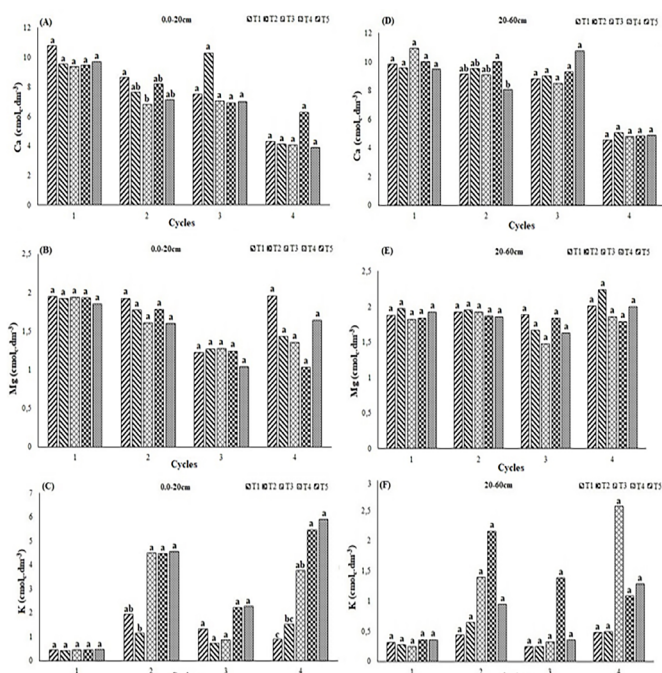 (A) 0.0-20cm T1 T2 T3 T4 T5
Ca (cmolc.dm-3)
12
10
8
6
4
2
0
a a a a a
a ab b ab ab
a a a a a
a a a a a
1 2 3 4
Cycles
(D) 20-60cm T1 T2 T3 T4 T5
Ca (cmolc.dm-3)
12
10
8
6
4
2
0
a a a a a
ab ab ab a b
a a a a a
a a a a a
1 2 3 4
Cycles
(B) 0.0-20cm T1 T2 T3 T4 T5
Mg (cmolc.dm-3)
2,5
2
1,5
1
0,5
0
a a a a a
a a a a a
a a a a a
a a a a a
1 2 3 4
Cycles
(E) 20-60cm T1 T2 T3 T4 T5
Mg (cmolc.dm-3)
2,5
2
1,5
1
0,5
0
a a a a a
a a a a a
a a a a a
a a a a a
1 2 3 4
Cycles
(C) 0.0-20cm T1 T2 T3 T4 T5
K (cmolc.dm-3)
7
6
5
4
3
2
1
0
a a a a a
ab b a a a
a a a a a
c bc ab a a
1 2 3 4
(F) 20-60cm T1 T2 T3 T4 T5
K (cmolc.dm-3)
3
2,5
2
1,5
1
0,5
0
a a a a a
a a a a a
a a a a a
a a a a a
1 2 3 4